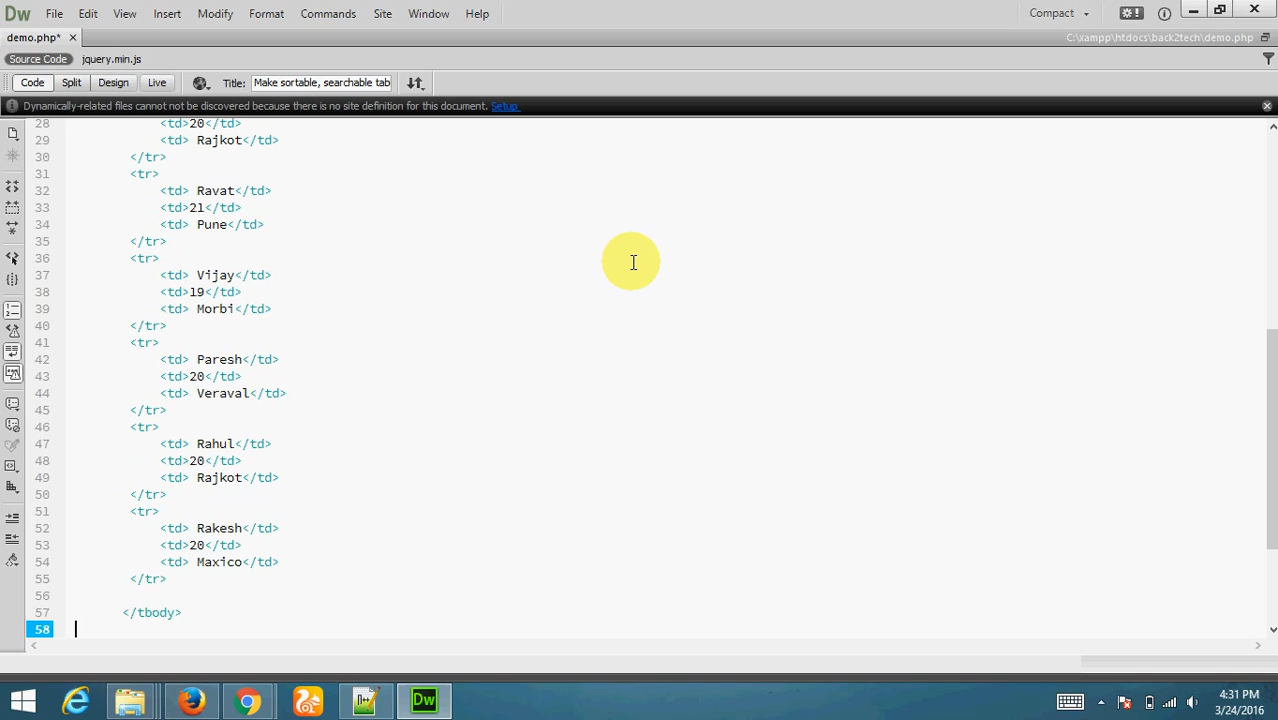 Dw File Edit View Insert Modify Format Commands Site Window Help Compact
demo.php* C:\xampp\htdocs\back2tech\demo.php
Source Code jquery.min.js
Code Split Design Live Title: Make sortable, searchable tab
Dynamically-related files cannot be discovered because there is no site definition for this document. Setup
28 <td>20</td>
29 <td> Rajkot</td>
30 </tr>
31 <tr>
32 <td> Ravat</td>
33 <td>21</td>
34 <td> Pune</td>
35 </tr>
36 <tr>
37 <td> Vijay</td>
38 <td>19</td>
39 <td> Morbi</td>
40 </tr>
41 <tr>
42 <td> Paresh</td>
43 <td>20</td>
44 <td> Veraval</td>
45 </tr>
46 <tr>
47 <td> Rahul</td>
48 <td>20</td>
49 <td> Rajkot</td>
50 </tr>
51 <tr>
52 <td> Rakesh</td>
53 <td>20</td>
54 <td> Maxico</td>
55 </tr>
56
57 </tbody>
58
Dw
4:31 PM
3/24/2016